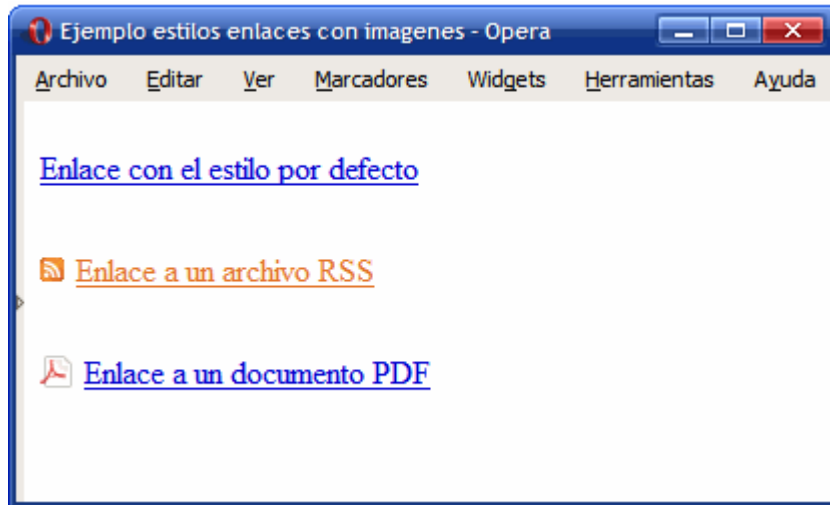 Ejemplo estilos enlaces con imagenes - Opera
Archivo Editar Ver Marcadores Widgets Herramientas Ayuda
Enlace con el estilo por defecto
Enlace a un archivo RSS
Enlace a un documento PDF